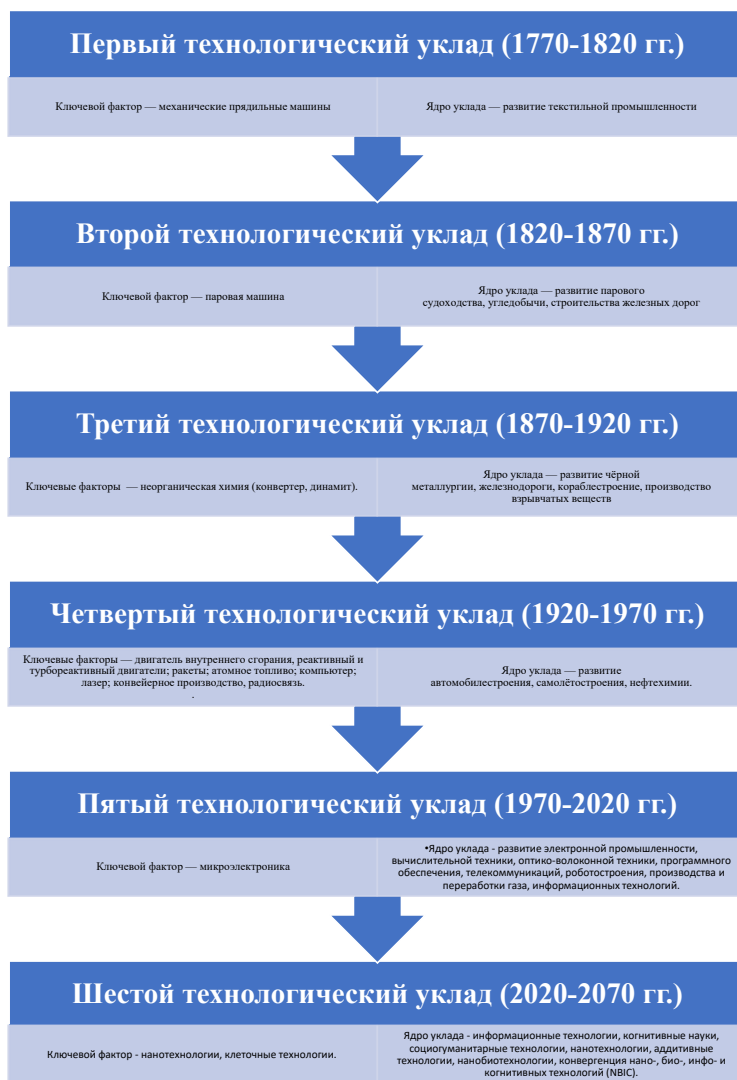 Первый технологический уклад (1770-1820 гг.)
Ключевой фактор — механические прядильные машины
Ядро уклада — развитие текстильной промышленности
Второй технологический уклад (1820-1870 гг.)
Ключевой фактор — паровая машина
Ядро уклада — развитие парового
судоходства, угледобычи, строительства железных дорог
Третий технологический уклад (1870-1920 гг.)
Ключевые факторы — неорганическая химия (конвертер, динамит).
Ядро уклада — развитие чёрной
металлургии, железнодороги, кораблестроение, производство
взрывчатых веществ
Четвертый технологический уклад (1920-1970 гг.)
Ключевые факторы — двигатель внутреннего сгорания, реактивный и
турбореактивный двигатели; ракеты; атомное топливо; компьютер;
лазер; конвейерное производство, радиосвязь.
.
Ядро уклада — развитие
автомобилестроения, самолётостроения, нефтехимии.
Пятый технологический уклад (1970-2020 гг.)
Ключевой фактор — микроэлектроника
•Ядро уклада - развитие электронной промышленности,
вычислительной техники, оптико-волоконной техники, программного
обеспечения, телекоммуникаций, роботостроения, производства и
переработки газа, информационных технологий.
Шестой технологический уклад (2020-2070 гг.)
Ключевой фактор - нанотехнологии, клеточные технологии.
Ядро уклада - информационные технологии, когнитивные науки,
социогуманитарные технологии, нанотехнологии, аддитивные
технологии, нанобиотехнологии, конвергенция нано-, био-, инфо- и
когнитивных технологий (NBIC).